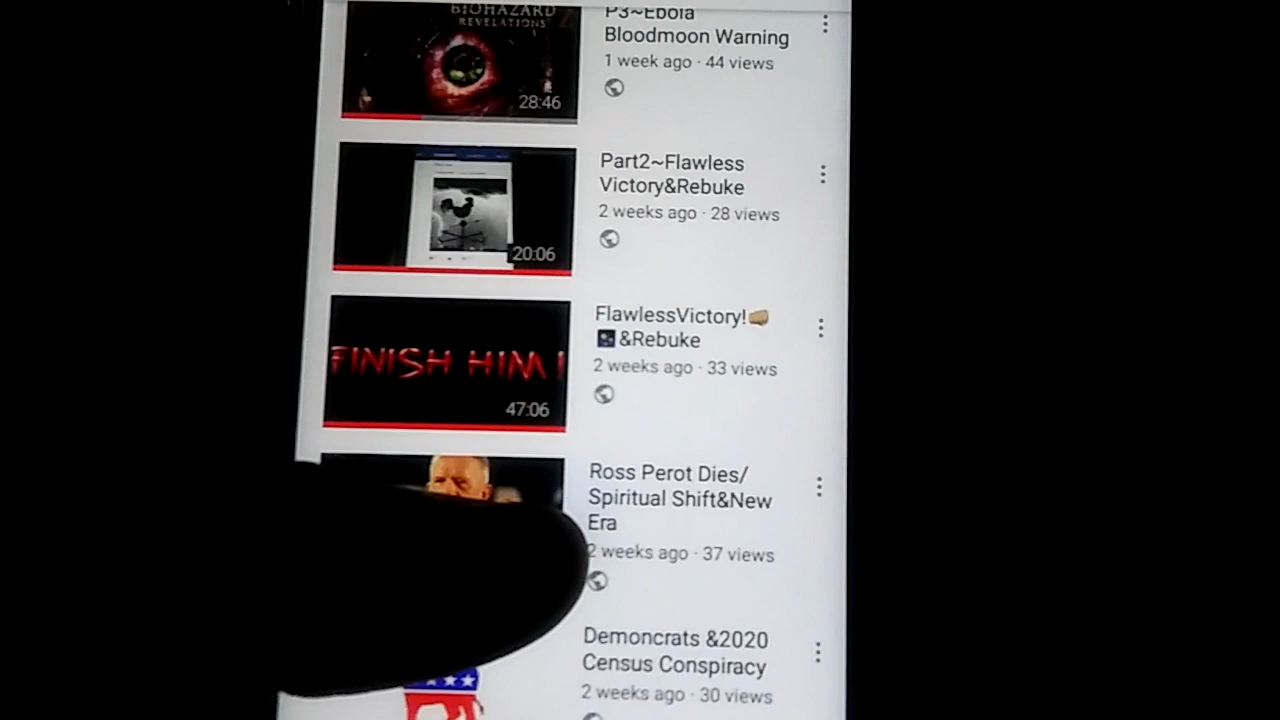 BIOHAZARD
REVELATIONS
28:46
P3~Ebola
Bloodmoon Warning
1 week ago · 44 views
20:06
Part2~Flawless
Victory&Rebuke
2 weeks ago · 28 views
FINISH HIM!
47:06
FlawlessVictory!👊
🎆&Rebuke
2 weeks ago · 33 views
Ross Perot Dies/
Spiritual Shift&New
Era
2 weeks ago · 37 views
Demoncrats &2020
Census Conspiracy
2 weeks ago · 30 views